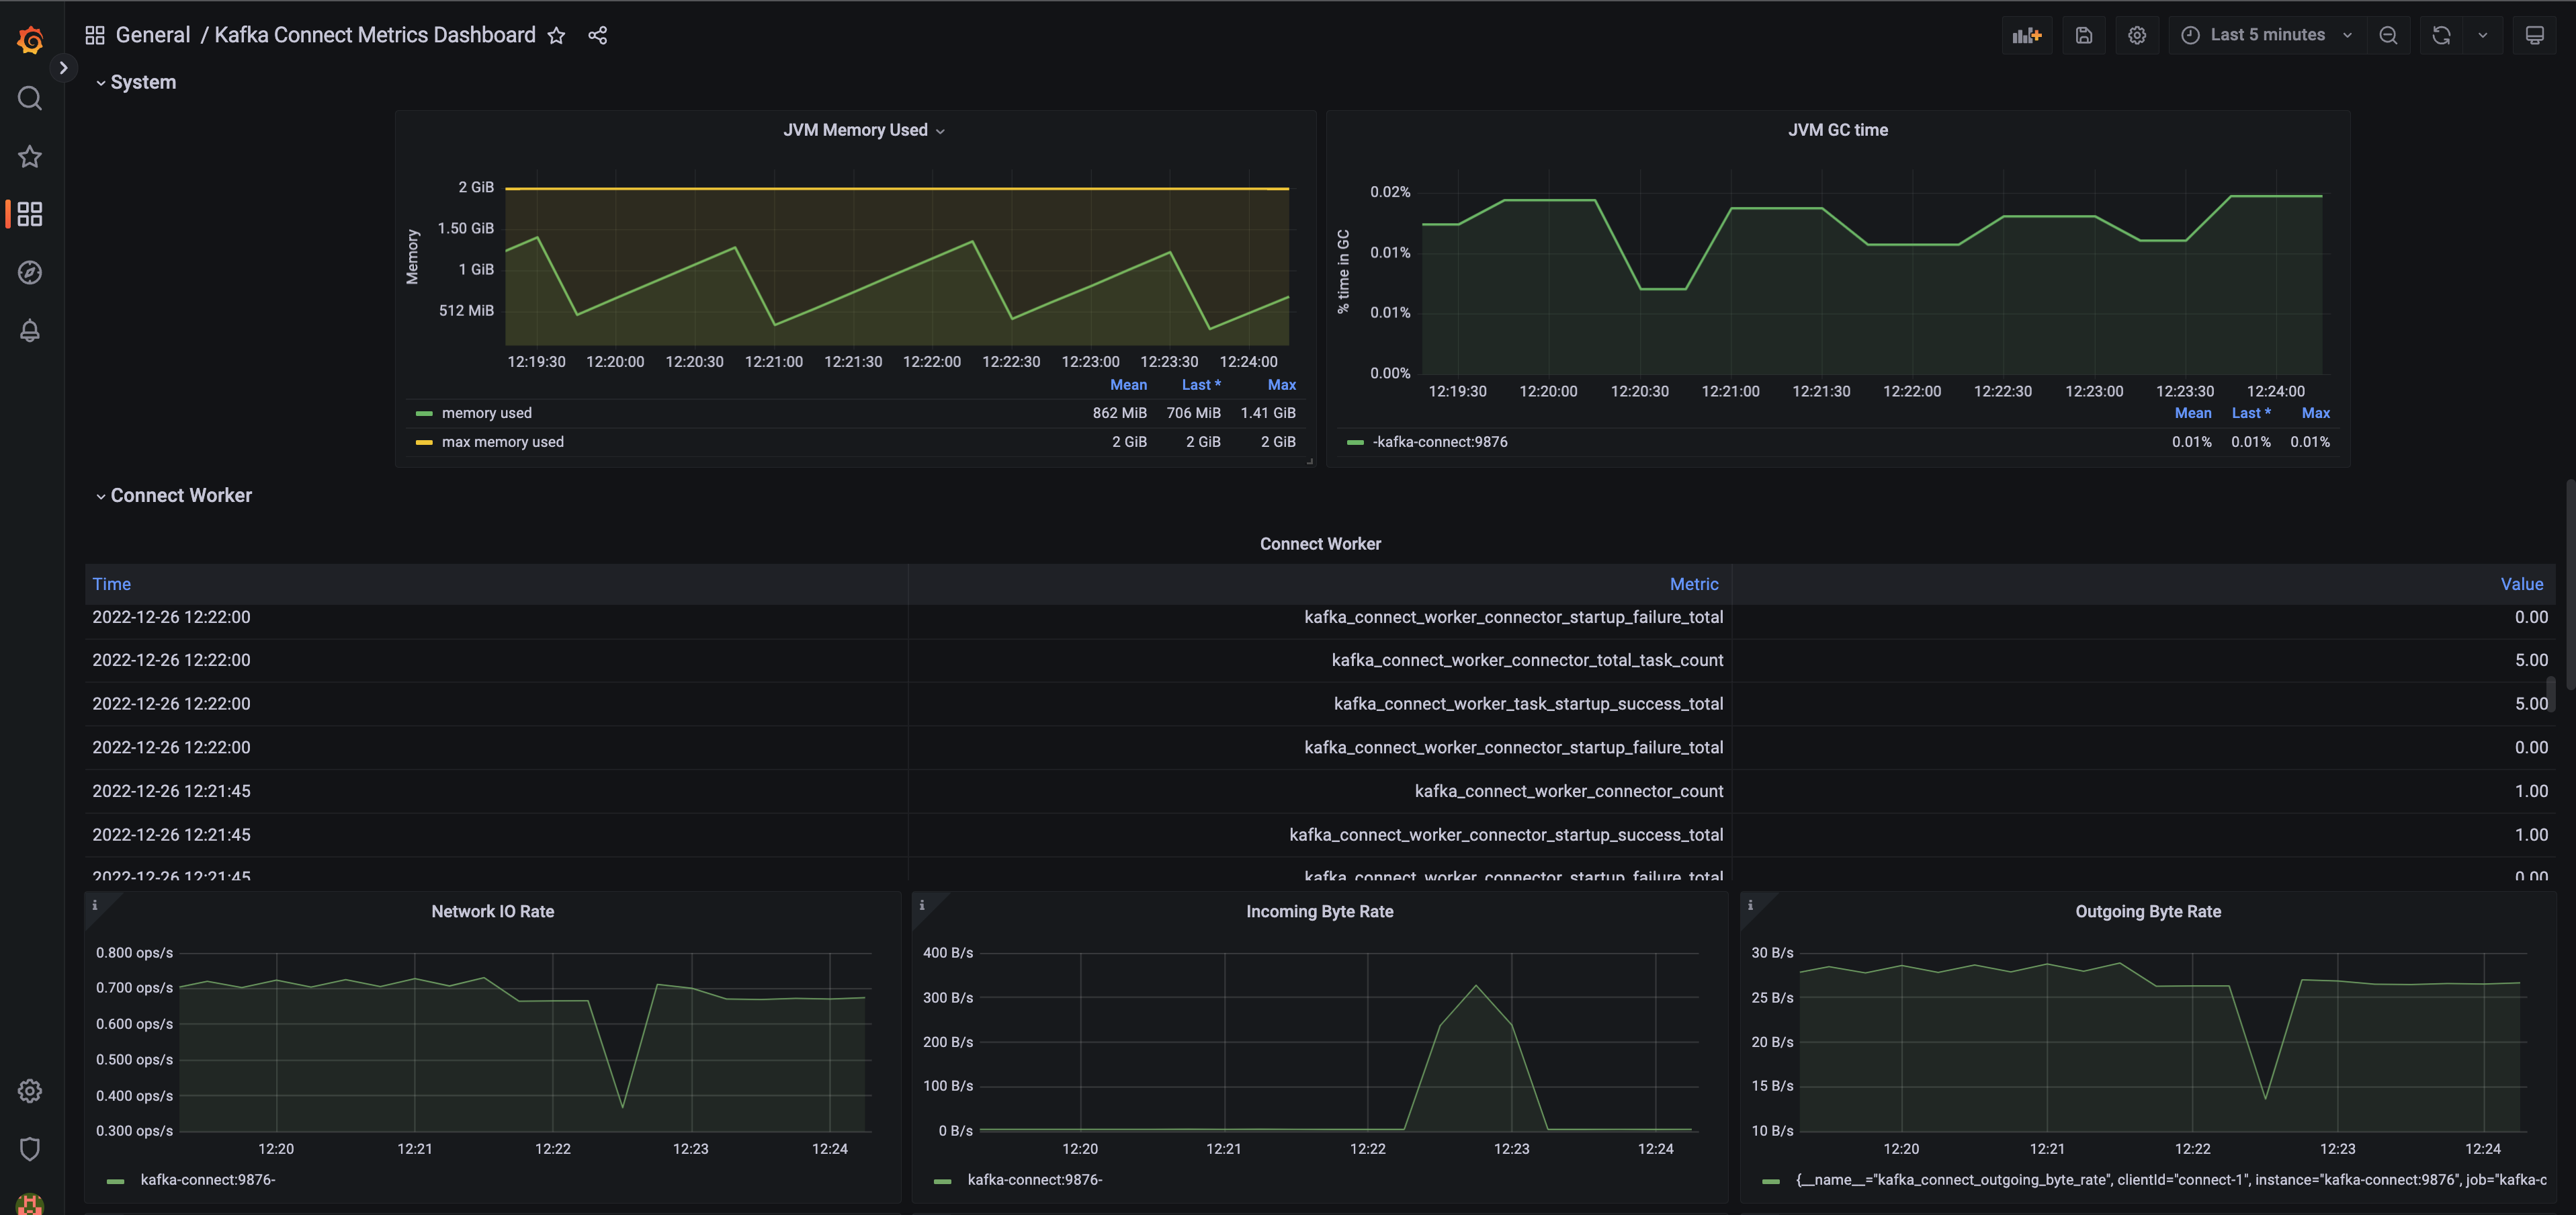 General / Kafka Connect Metrics Dashboard
Last 5 minutes
System
JVM Memory Used
Memory
2 GiB
1.50 GiB
1 GiB
512 MiB
12:19:30 12:20:00 12:20:30 12:21:00 12:21:30 12:22:00 12:22:30 12:23:00 12:23:30 12:24:00
Mean Last * Max
memory used 862 MiB 706 MiB 1.41 GiB
max memory used 2 GiB 2 GiB 2 GiB
JVM GC time
% time in GC
0.02%
0.01%
0.01%
0.00%
12:19:30 12:20:00 12:20:30 12:21:00 12:21:30 12:22:00 12:22:30 12:23:00 12:23:30 12:24:00
Mean Last * Max
-kafka-connect:9876 0.01% 0.01% 0.01%
Connect Worker
Connect Worker
Time Metric Value
2022-12-26 12:22:00 kafka_connect_worker_connector_startup_failure_total 0.00
2022-12-26 12:22:00 kafka_connect_worker_connector_total_task_count 5.00
2022-12-26 12:22:00 kafka_connect_worker_task_startup_success_total 5.00
2022-12-26 12:22:00 kafka_connect_worker_connector_startup_failure_total 0.00
2022-12-26 12:21:45 kafka_connect_worker_connector_count 1.00
2022-12-26 12:21:45 kafka_connect_worker_connector_startup_success_total 1.00
2022-12-26 12:21:45 kafka_connect_worker_connector_startup_failure_total 0.00
i
Network IO Rate
0.800 ops/s
0.700 ops/s
0.600 ops/s
0.500 ops/s
0.400 ops/s
0.300 ops/s
12:20 12:21 12:22 12:23 12:24
kafka-connect:9876-
i
Incoming Byte Rate
400 B/s
300 B/s
200 B/s
100 B/s
0 B/s
12:20 12:21 12:22 12:23 12:24
kafka-connect:9876-
i
Outgoing Byte Rate
30 B/s
25 B/s
20 B/s
15 B/s
10 B/s
12:20 12:21 12:22 12:23 12:24
{__name__="kafka_connect_outgoing_byte_rate", clientId="connect-1", instance="kafka-connect:9876", job="kafka-c